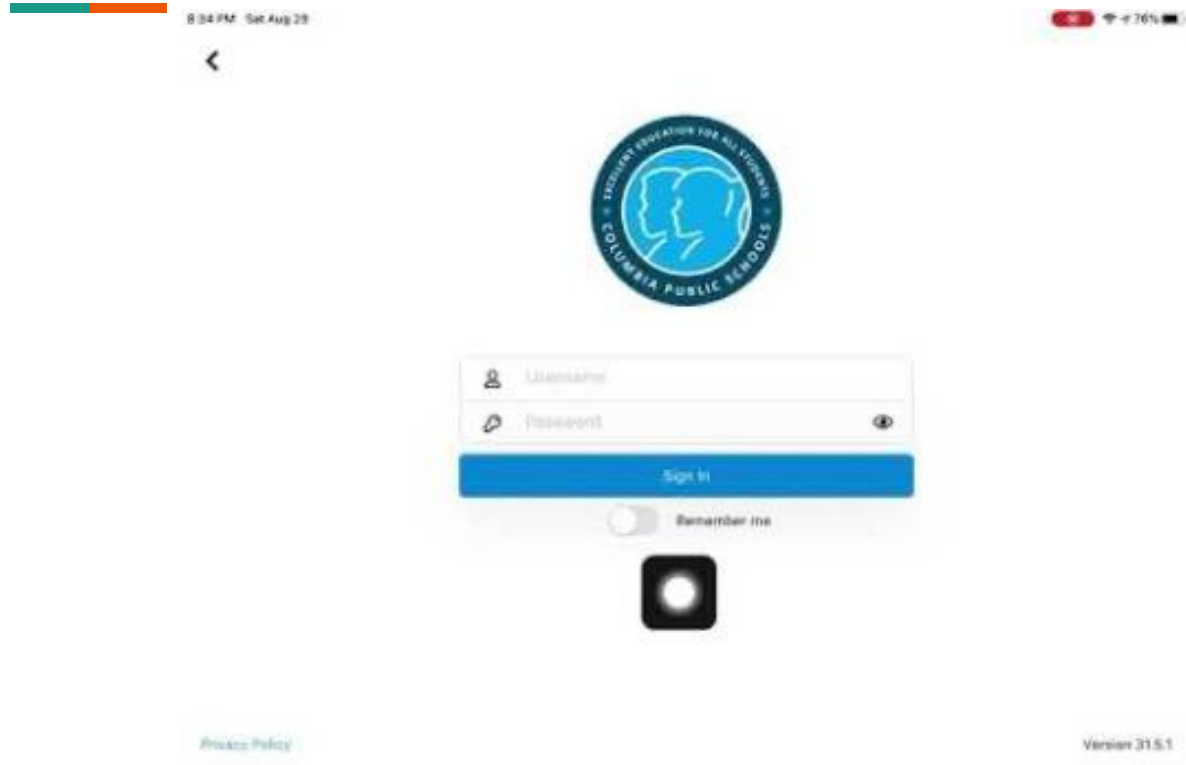 8:34 PM Sat Aug 29
76%
EXCELLENT EDUCATION FOR ALL STUDENTS
COLUMBIA PUBLIC SCHOOLS
Username
Password
Sign In
Remember me
Privacy Policy
Version 31.5.1